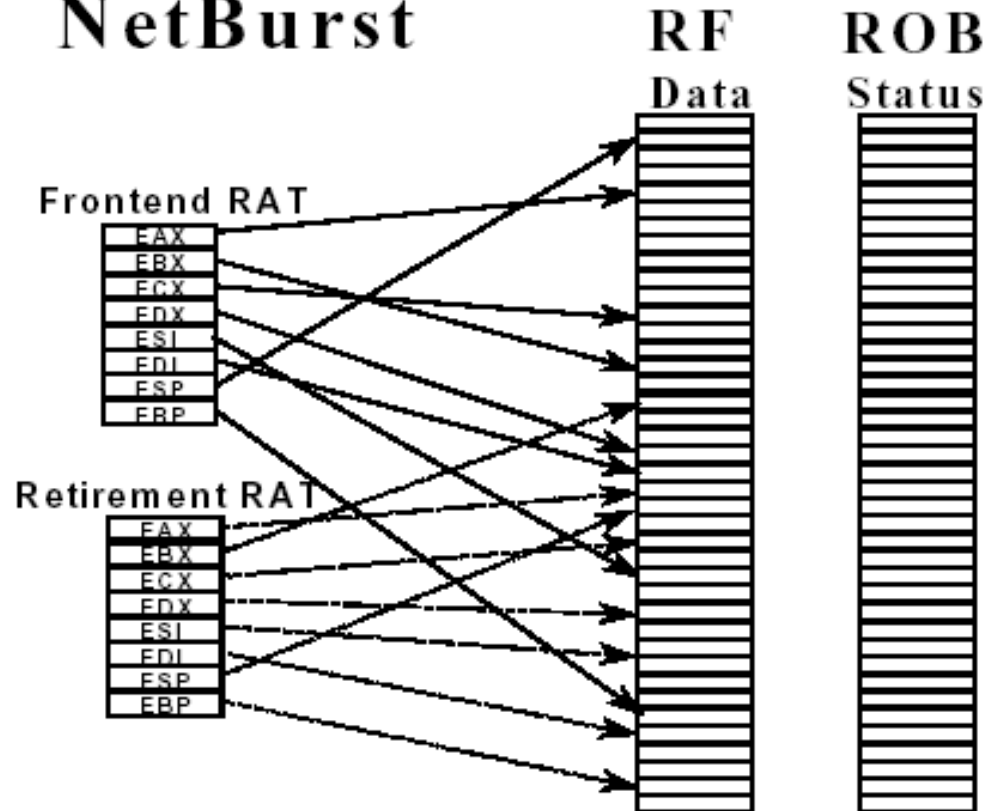 NetBurst
RF
ROB
Data
Status
Frontend RAT
EAX
EBX
ECX
EDX
ESI
EDI
ESP
EBP
Retirement RAT
EAX
EBX
ECX
EDX
ESI
EDI
ESP
EBP